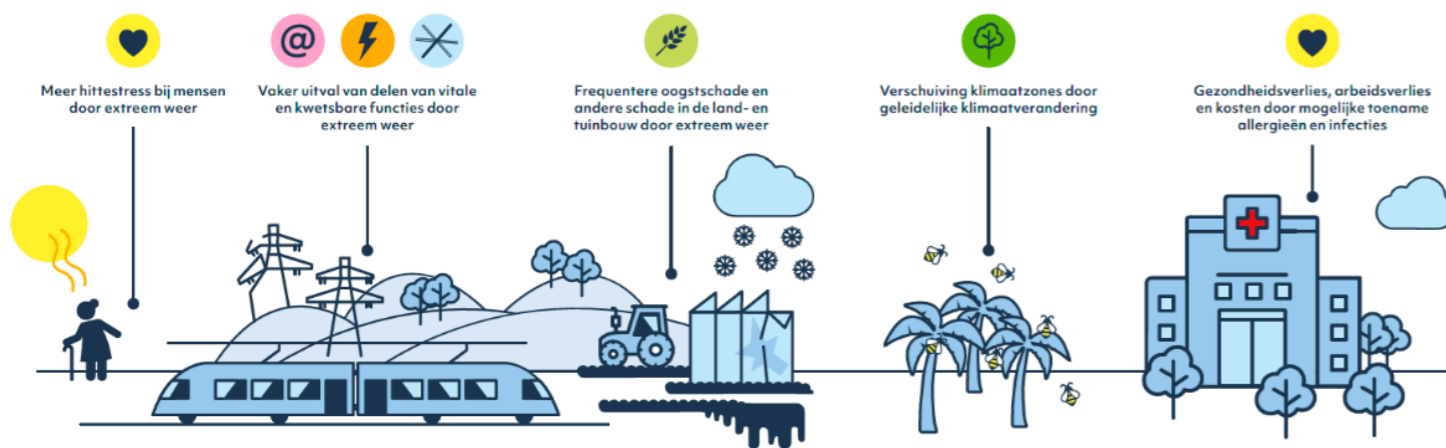 @
Meer hittestress bij mensen
door extreem weer
Vaker uitval van delen van vitale
en kwetsbare functies door
extreem weer
Frequentere oogstschade en
andere schade in de land- en
tuinbouw door extreem weer
Verschuiving klimaatzones door
geleidelijke klimaatverandering
Gezondheidsverlies, arbeidsverlies
en kosten door mogelijke toename
allergieën en infecties